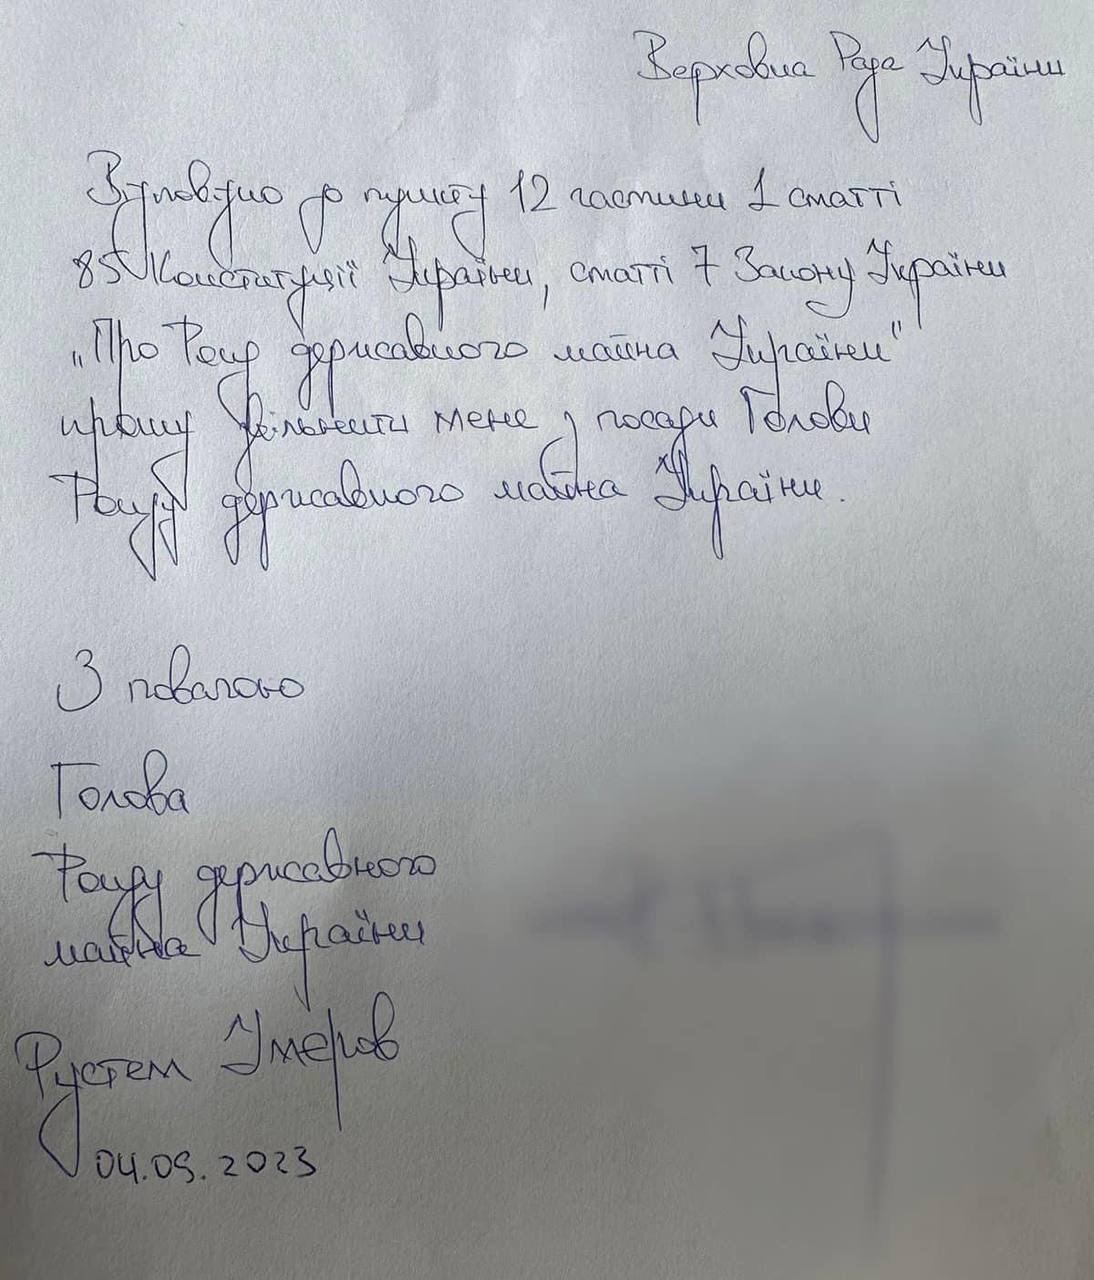 Верховна Рада України
Відповідно до пункту 12 частини 1 статті
85 Конституції України, статті 7 Закону України
„Про Фонд державного майна України"
прошу звільнити мене з посади Голови
Фонду державного майна України.
З повагою
Голова
Фонду державного
майна України
Рустем Умєров
04.09.2023